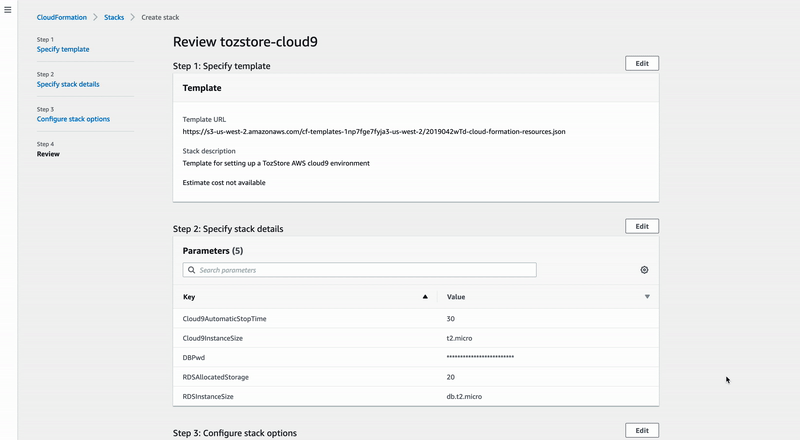 CloudFormation > Stacks > Create stack
Step 1
Specify template
Step 2
Specify stack details
Step 3
Configure stack options
Step 4
Review
Review tozstore-cloud9
Step 1: Specify template
Edit
Template
Template URL
https://s3-us-west-2.amazonaws.com/cf-templates-1np7fge7fyja3-us-west-2/2019042wTd-cloud-formation-resources.json
Stack description
Template for setting up a TozStore AWS cloud9 environment
Estimate cost not available
Step 2: Specify stack details
Edit
Parameters (5)
Search parameters
Key Value
Cloud9AutomaticStopTime 30
Cloud9InstanceSize t2.micro
DBPwd ************************
RDSAllocatedStorage 20
RDSInstanceSize db.t2.micro
Step 3: Configure stack options
Edit